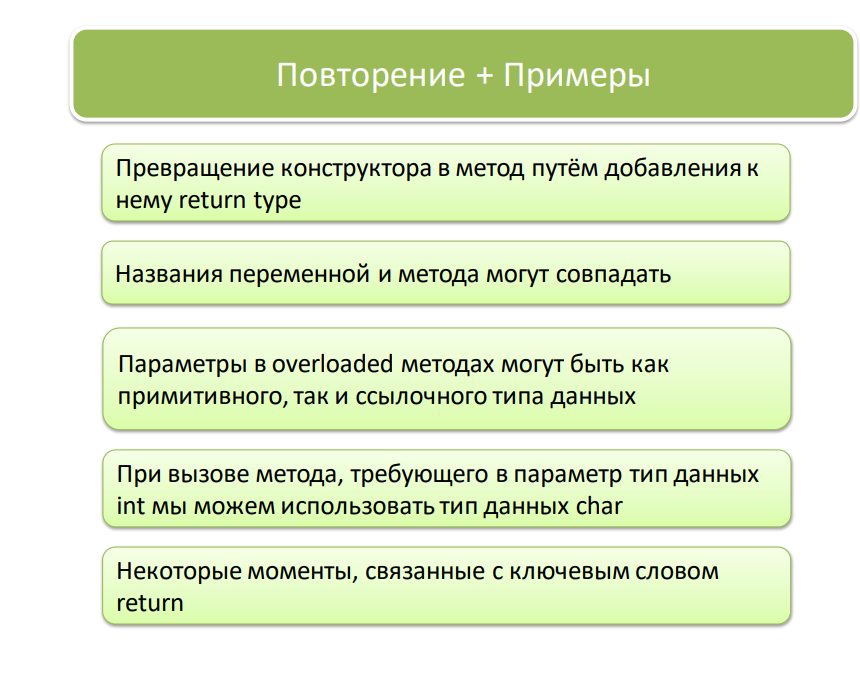 Повторение + Примеры
Превращение конструктора в метод путём добавления к
нему return type
Названия переменной и метода могут совпадать
Параметры в overloaded методах могут быть как
примитивного, так и ссылочного типа данных
При вызове метода, требующего в параметр тип данных
int мы можем использовать тип данных char
Некоторые моменты, связанные с ключевым словом
return